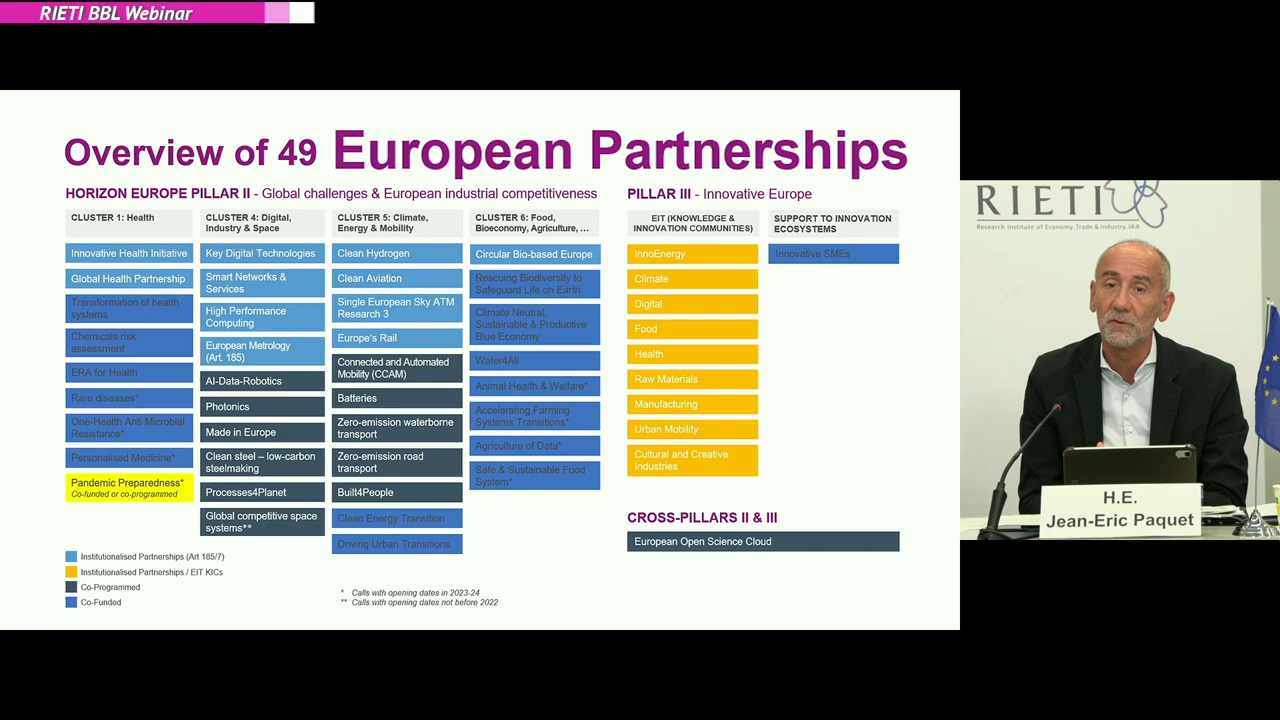 RIETI BBL Webinar
Overview of 49 European Partnerships
HORIZON EUROPE PILLAR II - Global challenges & European industrial competitiveness
CLUSTER 1: Health
Innovative Health Initiative
Global Health Partnership
Transformation of health
systems
Chemicals risk
assessment
ERA for Health
Rare diseases*
One-Health Anti Microbial
Resistance*
Personalised Medicine*
Pandemic Preparedness*
Co-funded or co-programmed
CLUSTER 4: Digital,
Industry & Space
Key Digital Technologies
Smart Networks &
Services
High Performance
Computing
European Metrology
(Art. 185)
AI-Data-Robotics
Photonics
Made in Europe
Clean steel – low-carbon
steelmaking
Processes4Planet
Global competitive space
systems**
CLUSTER 5: Climate,
Energy & Mobility
Clean Hydrogen
Clean Aviation
Single European Sky ATM
Research 3
Europe's Rail
Connected and Automated
Mobility (CCAM)
Batteries
Zero-emission waterborne
transport
Zero-emission road
transport
Built4People
Clean Energy Transition
Driving Urban Transitions
CLUSTER 6: Food,
Bioeconomy, Agriculture, ...
Circular Bio-based Europe
Rescuing Biodiversity to
Safeguard Life on Earth
Climate Neutral,
Sustainable & Productive
Blue Economy
Water4All
Animal Health & Welfare*
Accelerating Farming
Systems Transitions*
Agriculture of Data*
Safe & Sustainable Food
System*
PILLAR III - Innovative Europe
EIT (KNOWLEDGE &
INNOVATION COMMUNITIES)
InnoEnergy
Climate
Digital
Food
Health
Raw Materials
Manufacturing
Urban Mobility
Cultural and Creative
Industries
SUPPORT TO INNOVATION
ECOSYSTEMS
Innovative SMEs
CROSS-PILLARS II & III
European Open Science Cloud
Institutionalised Partnerships (Art 185/7)
Institutionalised Partnerships / EIT KICs
Co-Programmed
Co-Funded
* Calls with opening dates in 2023-24
** Calls with opening dates not before 2022
RIETI
Research Institute of Economy, Trade & Industry, IAA
H.E.
Jean-Eric Paquet